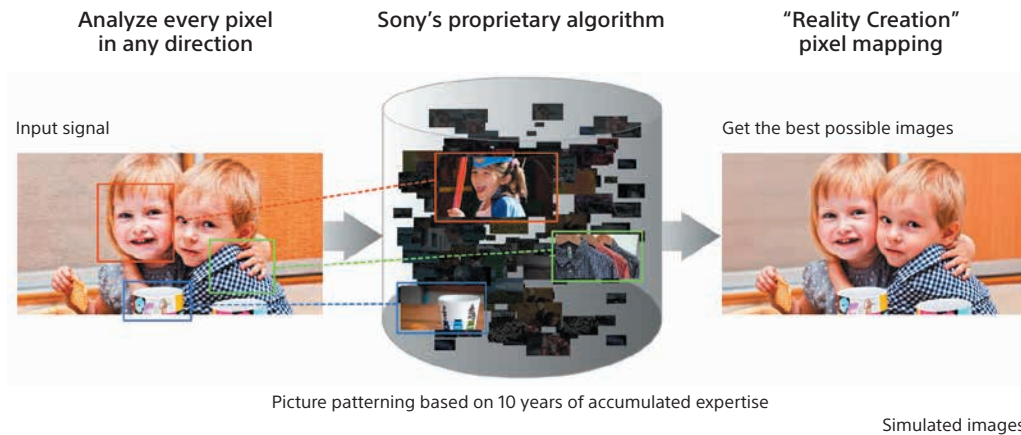 Analyze every pixel
in any direction
Sony’s proprietary algorithm
“Reality Creation”
pixel mapping
Input signal
Get the best possible images
Picture patterning based on 10 years of accumulated expertise
Simulated images